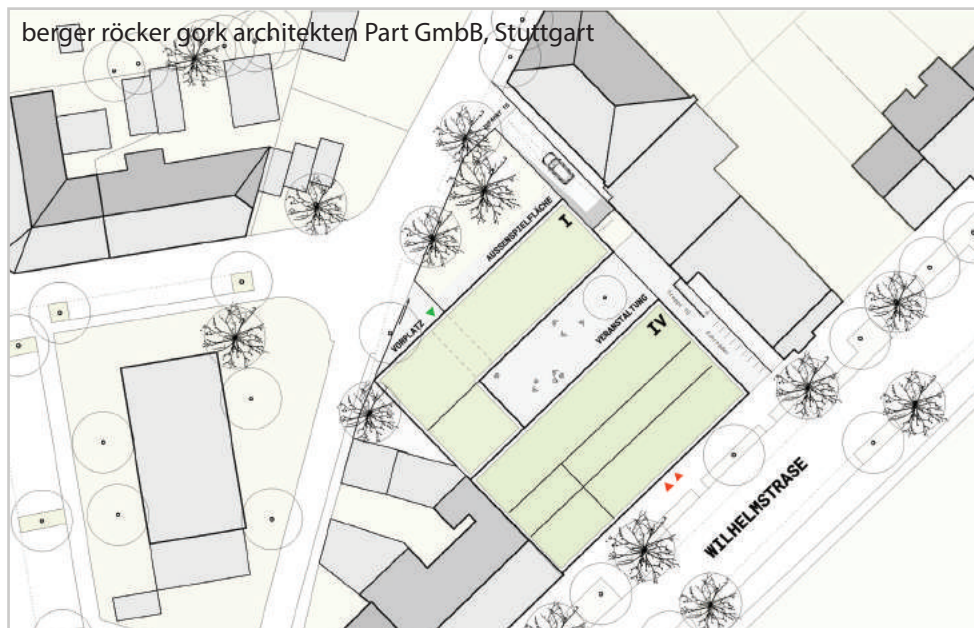 berger röcker gork architekten Part GmbB, Stuttgart
AUSSENSPIELFLÄCHE
I
VORPLATZ
VERANSTALTUNG
IV
WILHELMSTRASE